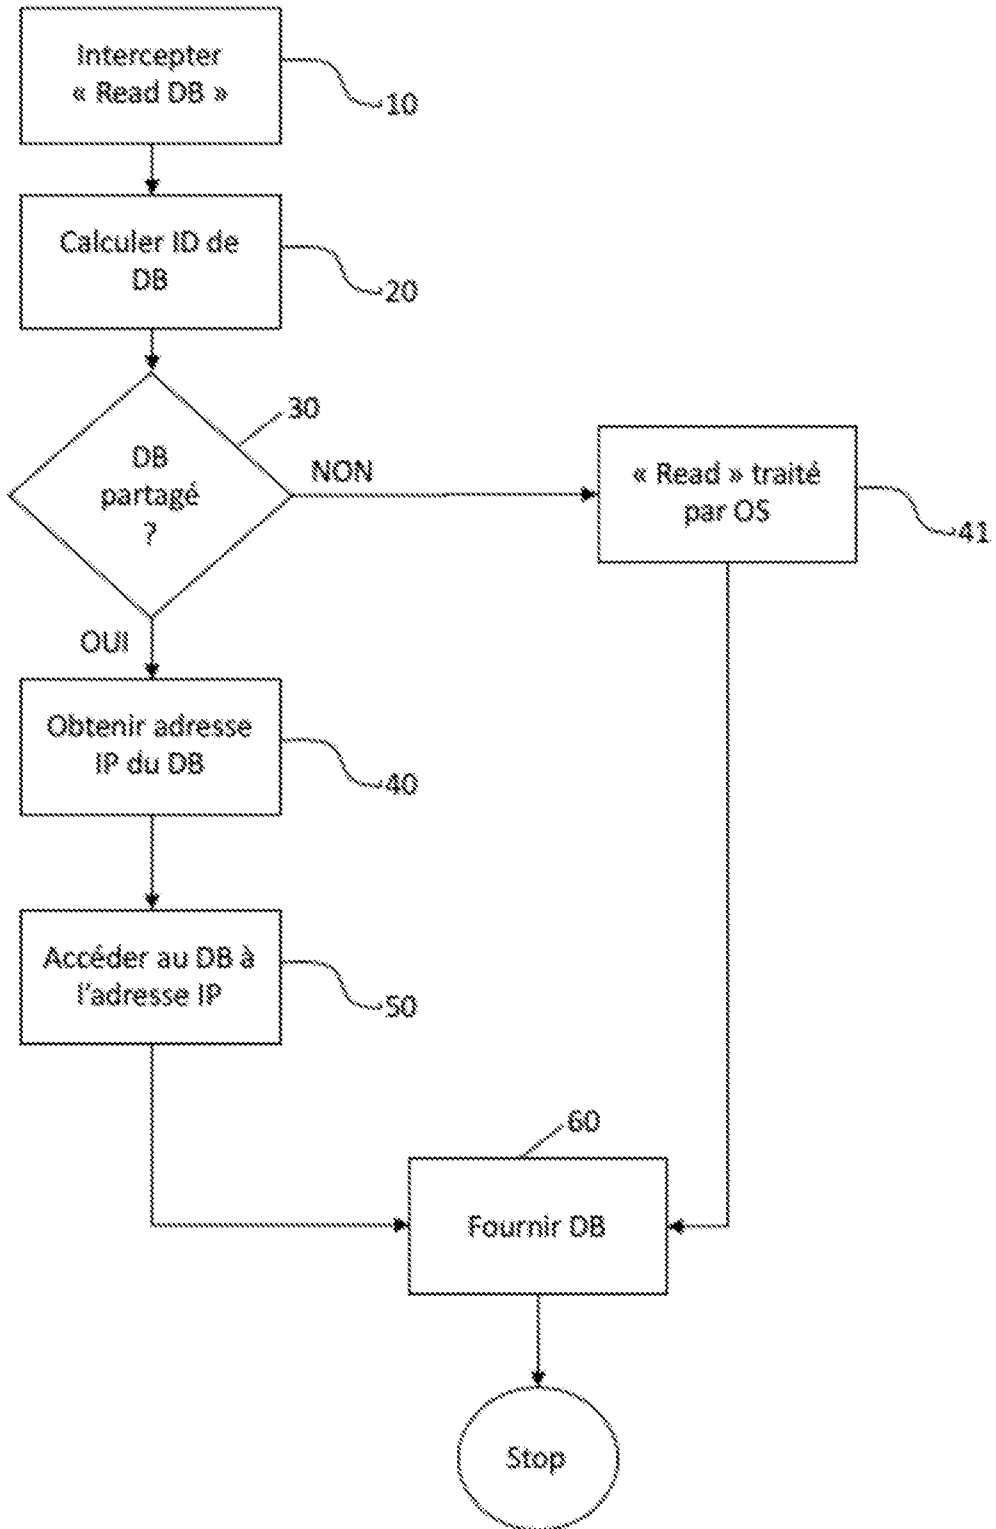 Intercepter
« Read DB »
10
Calculer ID de
DB
20
30
DB
partagé
?
NON
« Read » traité
par OS
41
OUI
Obtenir adresse
IP du DB
40
Accéder au DB à
l'adresse IP
50
60
Fournir DB
Stop